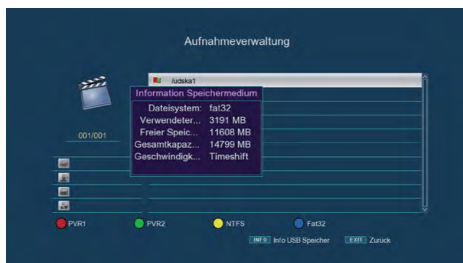 Aufnahmeverwaltung
/udska1
Information Speichermedium
Dateisystem: fat32
Verwendeter... 3191 MB
Freier Speic... 11608 MB
Gesamtkapaz... 14799 MB
Geschwindigk... Timeshift
001/001
PVR1 PVR2 NTFS Fat32
INFO Info USB Speicher EXIT Zurück